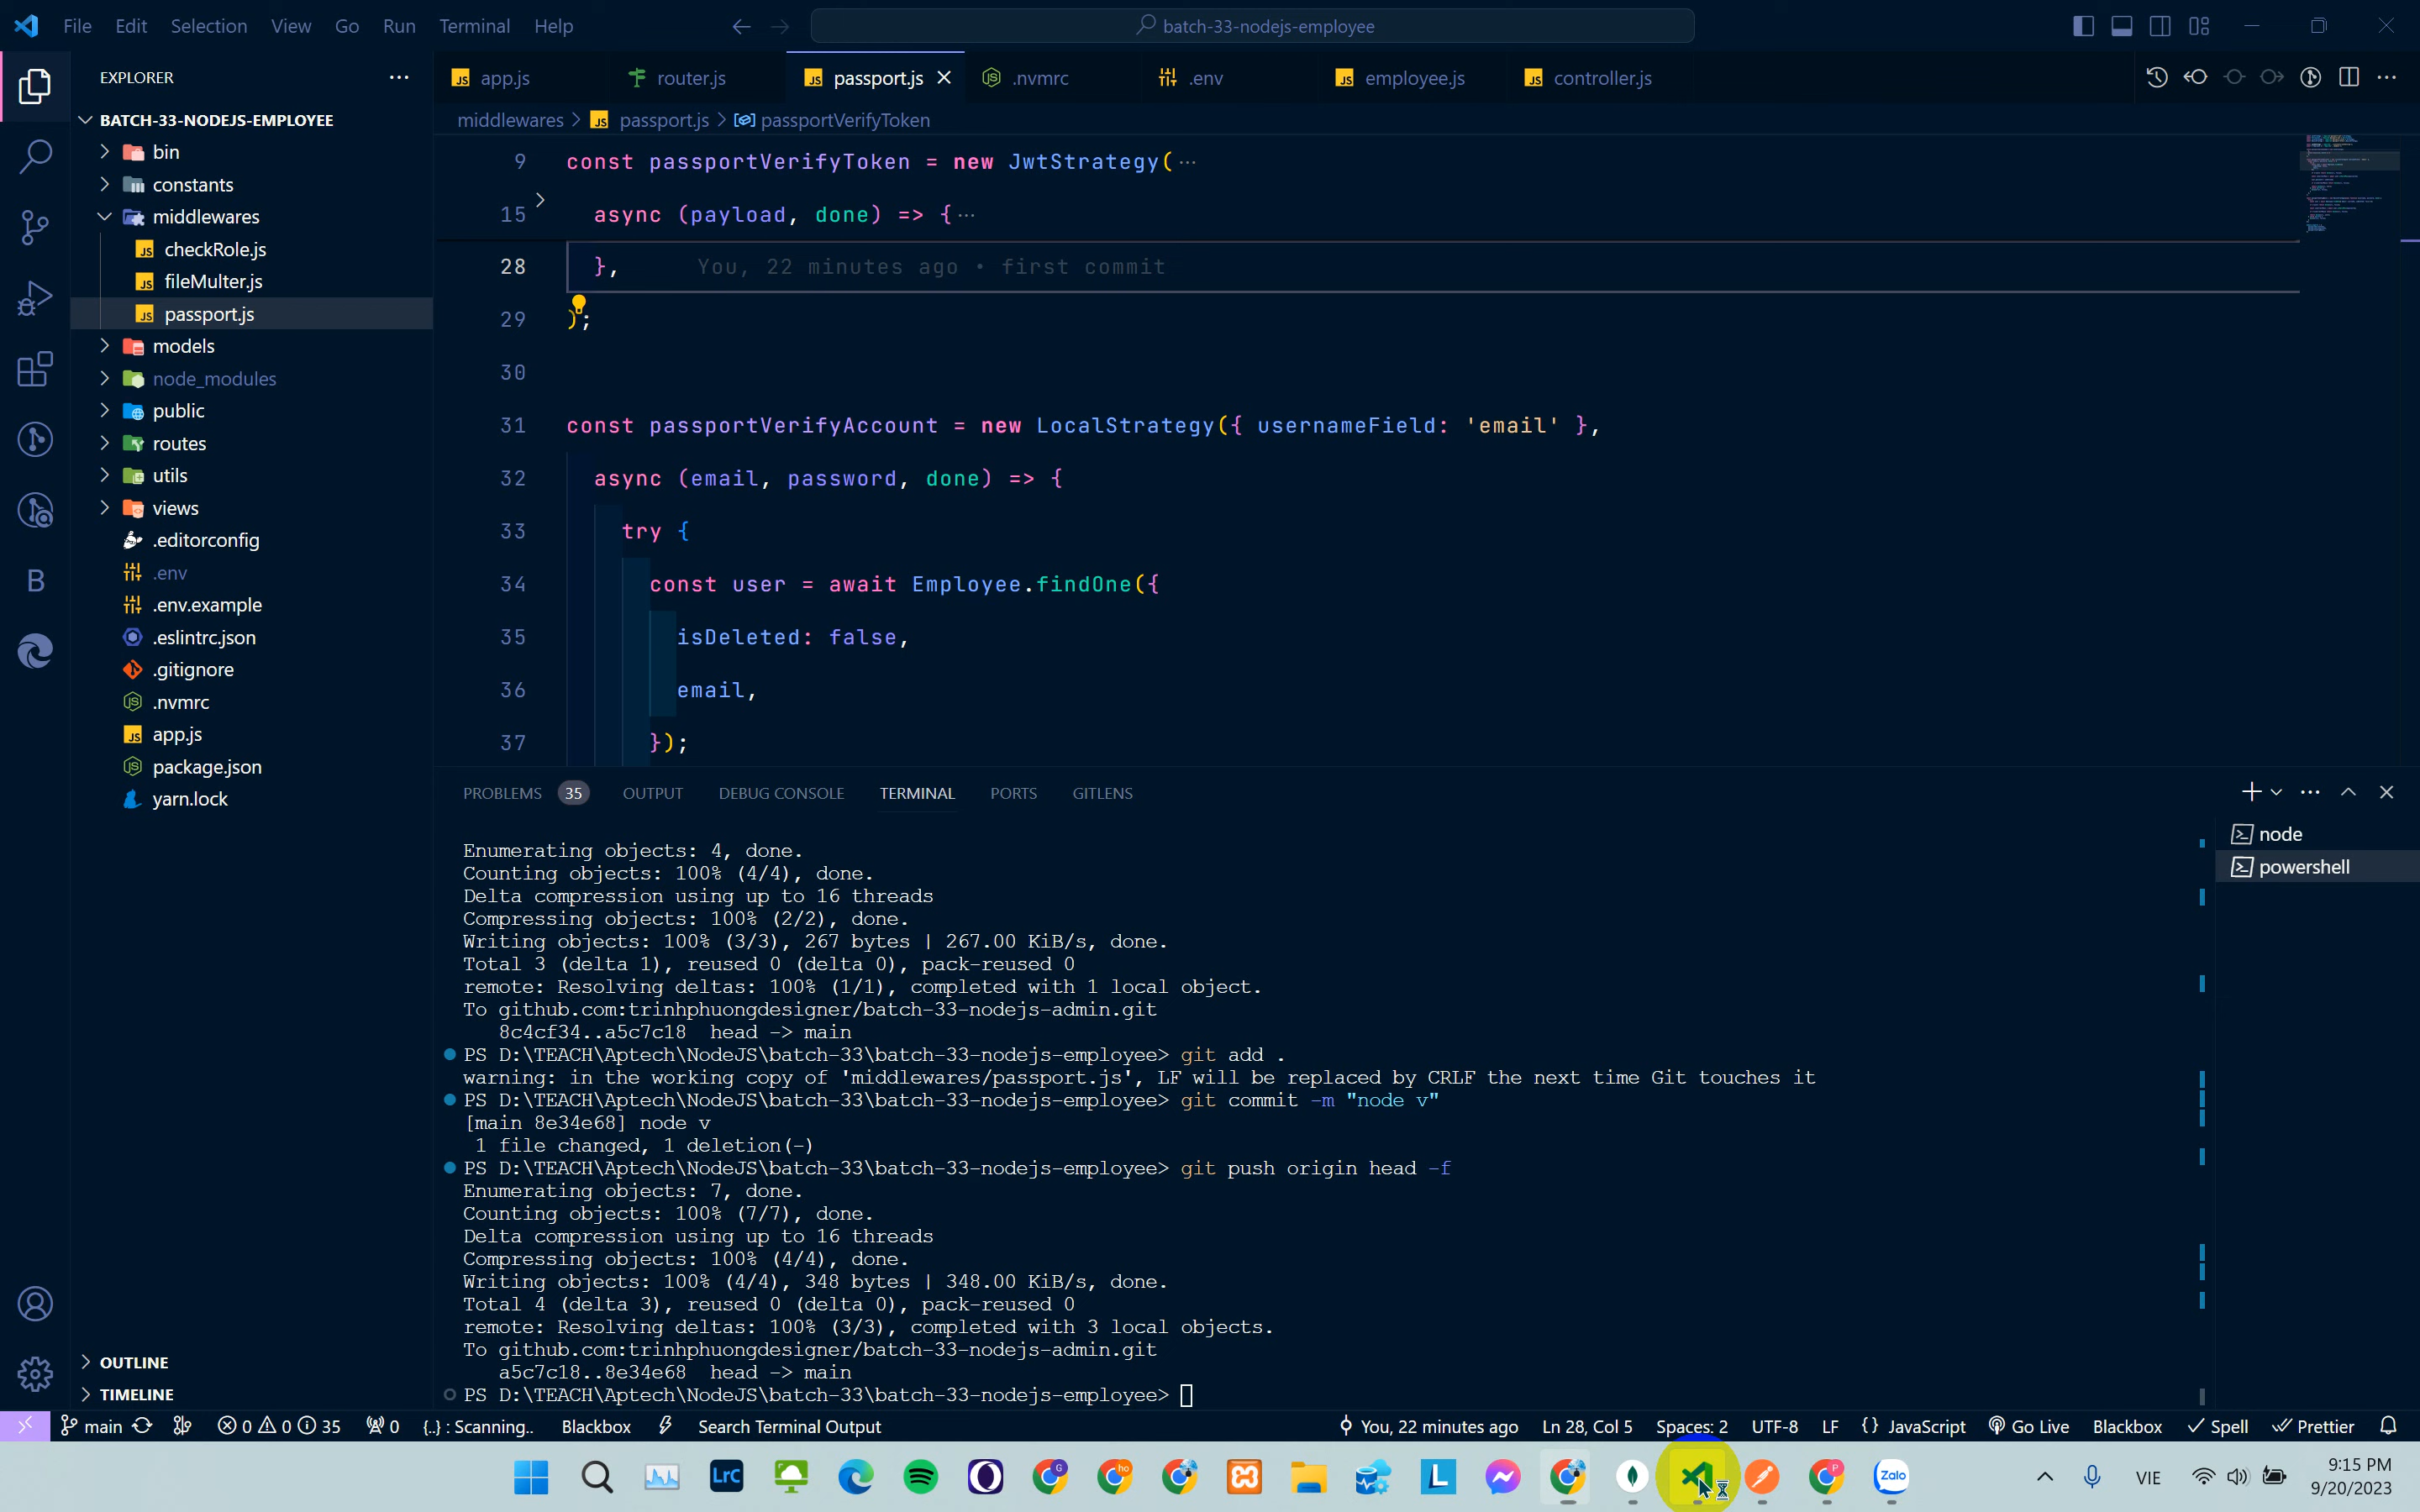 File Edit Selection View Go Run Terminal Help
batch-33-nodejs-employee
EXPLORER
BATCH-33-NODEJS-EMPLOYEE
bin
constants
middlewares
checkRole.js
fileMulter.js
passport.js
models
node_modules
public
routes
utils
views
.editorconfig
.env
.env.example
.eslintrc.json
.gitignore
.nvmrc
app.js
package.json
yarn.lock
OUTLINE
TIMELINE
app.js router.js passport.js .nvmrc .env employee.js controller.js
middlewares > passport.js > passportVerifyToken
9 const passportVerifyToken = new JwtStrategy( ···
15 async (payload, done) => { ···
28 }, You, 22 minutes ago • first commit
29 );
30
31 const passportVerifyAccount = new LocalStrategy({ usernameField: 'email' },
32 async (email, password, done) => {
33 try {
34 const user = await Employee.findOne({
35 isDeleted: false,
36 email,
37 });
PROBLEMS 35 OUTPUT DEBUG CONSOLE TERMINAL PORTS GITLENS
node
powershell
Enumerating objects: 4, done.
Counting objects: 100% (4/4), done.
Delta compression using up to 16 threads
Compressing objects: 100% (2/2), done.
Writing objects: 100% (3/3), 267 bytes | 267.00 KiB/s, done.
Total 3 (delta 1), reused 0 (delta 0), pack-reused 0
remote: Resolving deltas: 100% (1/1), completed with 1 local object.
To github.com:trinhphuongdesigner/batch-33-nodejs-admin.git
8c4cf34..a5c7c18 head -> main
PS D:\TEACH\Aptech\NodeJS\batch-33\batch-33-nodejs-employee> git add .
warning: in the working copy of 'middlewares/passport.js', LF will be replaced by CRLF the next time Git touches it
PS D:\TEACH\Aptech\NodeJS\batch-33\batch-33-nodejs-employee> git commit -m "node v"
[main 8e34e68] node v
1 file changed, 1 deletion(-)
PS D:\TEACH\Aptech\NodeJS\batch-33\batch-33-nodejs-employee> git push origin head -f
Enumerating objects: 7, done.
Counting objects: 100% (7/7), done.
Delta compression using up to 16 threads
Compressing objects: 100% (4/4), done.
Writing objects: 100% (4/4), 348 bytes | 348.00 KiB/s, done.
Total 4 (delta 3), reused 0 (delta 0), pack-reused 0
remote: Resolving deltas: 100% (3/3), completed with 3 local objects.
To github.com:trinhphuongdesigner/batch-33-nodejs-admin.git
a5c7c18..8e34e68 head -> main
PS D:\TEACH\Aptech\NodeJS\batch-33\batch-33-nodejs-employee>
main 0 0 35 0 {..} : Scanning.. Blackbox Search Terminal Output You, 22 minutes ago Ln 28, Col 5 Spaces: 2 UTF-8 LF {} JavaScript Go Live Blackbox Spell Prettier
LrC Zalo VIE 9:15 PM
9/20/2023